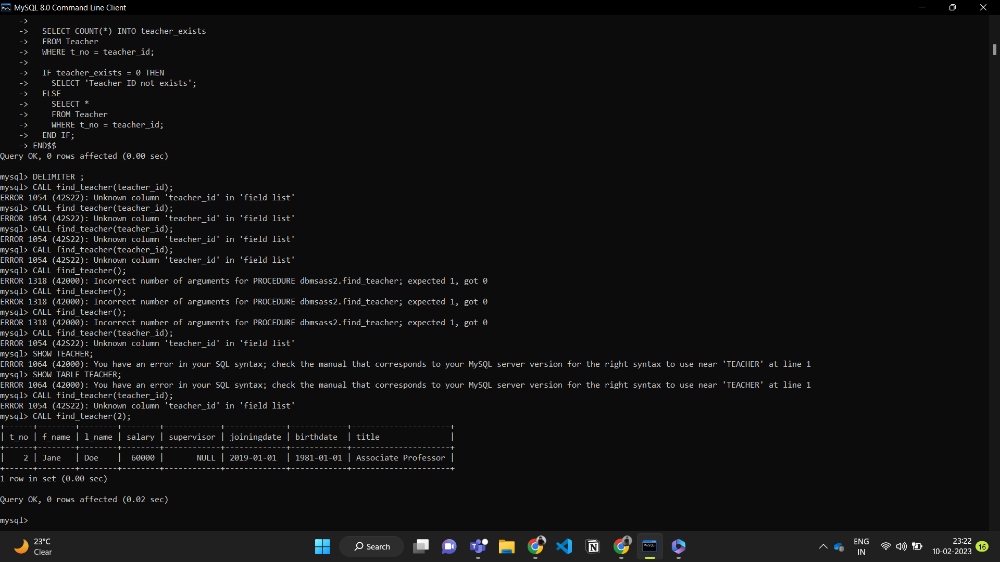 MySQL 8.0 Command Line Client
    ->
    ->   SELECT COUNT(*) INTO teacher_exists
    ->   FROM Teacher
    ->   WHERE t_no = teacher_id;
    ->
    ->   IF teacher_exists = 0 THEN
    ->     SELECT 'Teacher ID not exists';
    ->   ELSE
    ->     SELECT *
    ->     FROM Teacher
    ->     WHERE t_no = teacher_id;
    ->   END IF;
    -> END$$
Query OK, 0 rows affected (0.00 sec)
mysql> DELIMITER ;
mysql> CALL find_teacher(teacher_id);
ERROR 1054 (42S22): Unknown column 'teacher_id' in 'field list'
mysql> CALL find_teacher(teacher_id);
ERROR 1054 (42S22): Unknown column 'teacher_id' in 'field list'
mysql> CALL find_teacher(teacher_id);
ERROR 1054 (42S22): Unknown column 'teacher_id' in 'field list'
mysql> CALL find_teacher(teacher_id);
ERROR 1054 (42S22): Unknown column 'teacher_id' in 'field list'
mysql> CALL find_teacher();
ERROR 1318 (42000): Incorrect number of arguments for PROCEDURE dbmsass2.find_teacher; expected 1, got 0
mysql> CALL find_teacher();
ERROR 1318 (42000): Incorrect number of arguments for PROCEDURE dbmsass2.find_teacher; expected 1, got 0
mysql> CALL find_teacher();
ERROR 1318 (42000): Incorrect number of arguments for PROCEDURE dbmsass2.find_teacher; expected 1, got 0
mysql> CALL find_teacher(teacher_id);
ERROR 1054 (42S22): Unknown column 'teacher_id' in 'field list'
mysql> SHOW TEACHER;
ERROR 1064 (42000): You have an error in your SQL syntax; check the manual that corresponds to your MySQL server version for the right syntax to use near 'TEACHER' at line 1
mysql> SHOW TABLE TEACHER;
ERROR 1064 (42000): You have an error in your SQL syntax; check the manual that corresponds to your MySQL server version for the right syntax to use near 'TEACHER' at line 1
mysql> CALL find_teacher(teacher_id);
ERROR 1054 (42S22): Unknown column 'teacher_id' in 'field list'
mysql> CALL find_teacher(2);
+------+--------+--------+--------+------------+-------------+------------+---------------------+
| t_no | f_name | l_name | salary | supervisor | joiningdate | birthdate  | title               |
+------+--------+--------+--------+------------+-------------+------------+---------------------+
|    2 | Jane   | Doe    |  60000 |       NULL | 2019-01-01  | 1981-01-01 | Associate Professor |
+------+--------+--------+--------+------------+-------------+------------+---------------------+
1 row in set (0.00 sec)
Query OK, 0 rows affected (0.02 sec)
mysql>
23°C
Clear
Search
MySQL
ENG
IN
23:22
10-02-2023
16